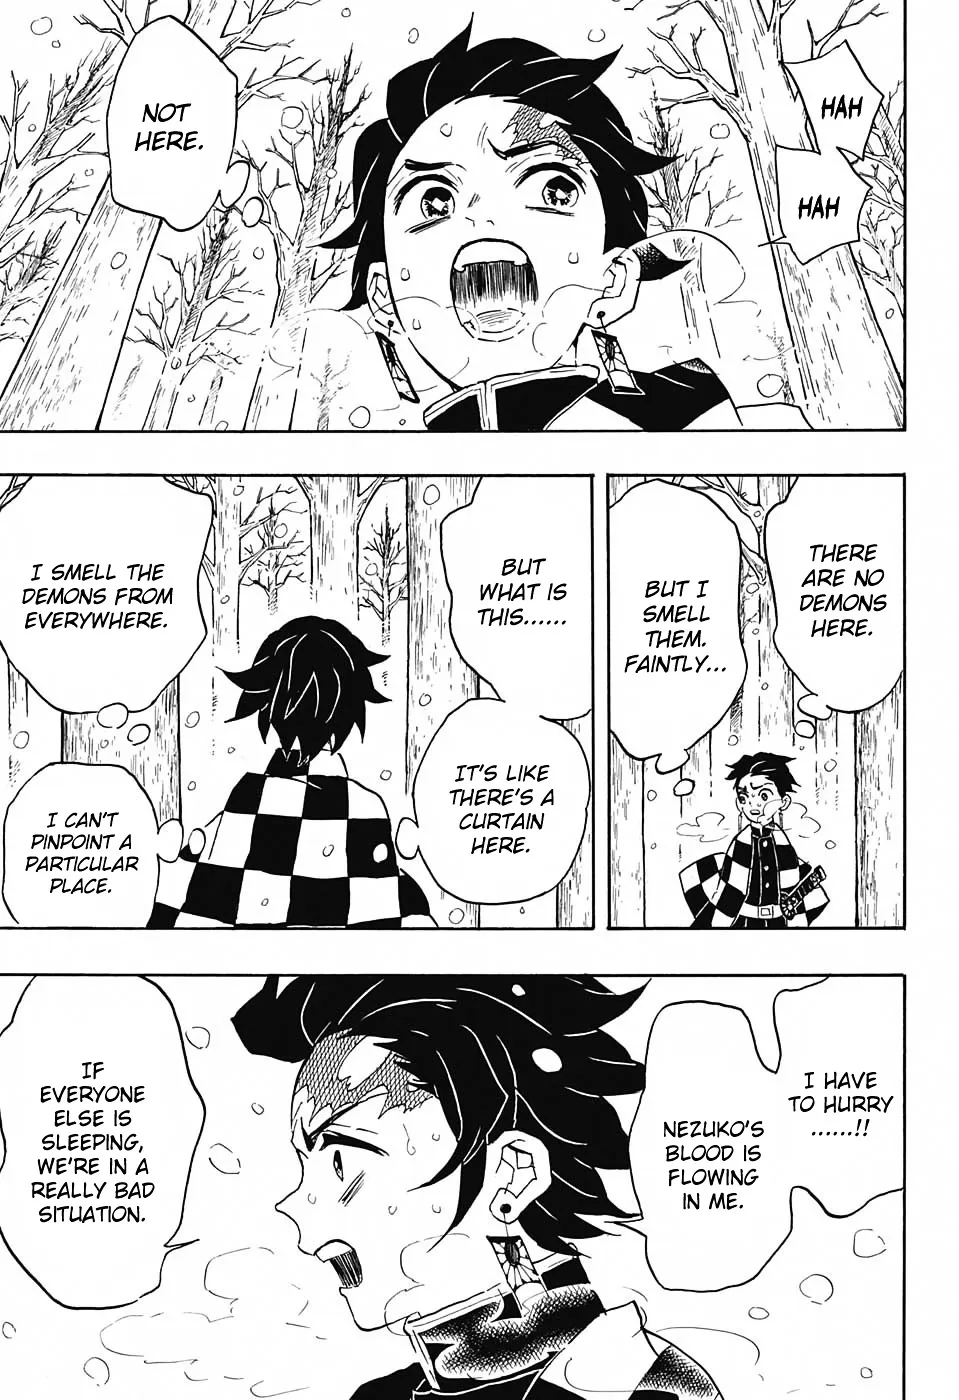 HAH
HAH
NOT
HERE.
THERE
ARE NO
DEMONS
HERE.
BUT I
SMELL
THEM.
FAINTLY...
BUT
WHAT IS
THIS......
IT'S LIKE
THERE'S A
CURTAIN
HERE.
I SMELL THE
DEMONS FROM
EVERYWHERE.
I CAN'T
PINPOINT A
PARTICULAR
PLACE.
I HAVE
TO HURRY
......!!
NEZUKO'S
BLOOD IS
FLOWING
IN ME.
IF
EVERYONE
ELSE IS
SLEEPING,
WE'RE IN A
REALLY BAD
SITUATION.